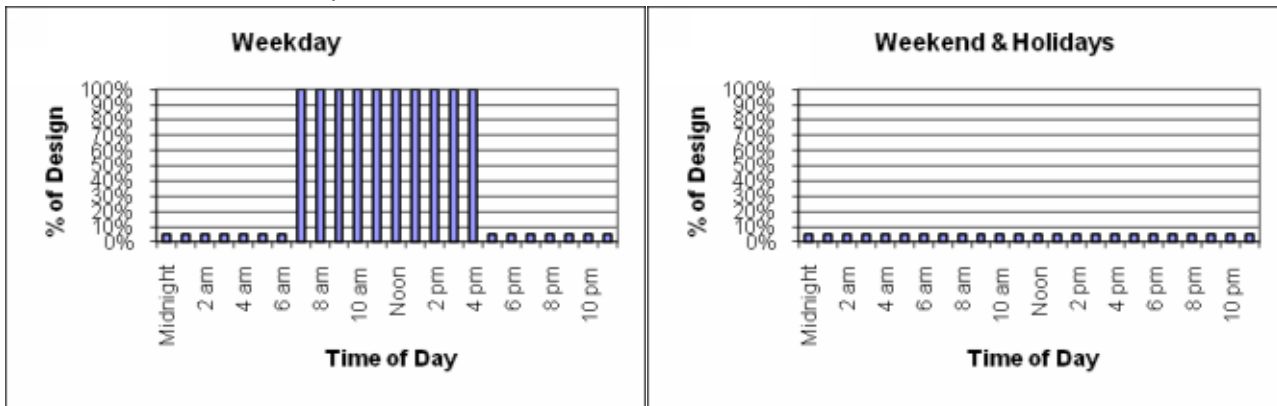 Weekday
100%
90%
80%
70%
60%
50%
40%
30%
20%
10%
0%
% of Design
Midnight
2 am
4 am
6 am
8 am
10 am
Noon
2 pm
4 pm
6 pm
8 pm
10 pm
Time of Day
Weekend & Holidays
100%
90%
80%
70%
60%
50%
40%
30%
20%
10%
0%
% of Design
Midnight
2 am
4 am
6 am
8 am
10 am
Noon
2 pm
4 pm
6 pm
8 pm
10 pm
Time of Day